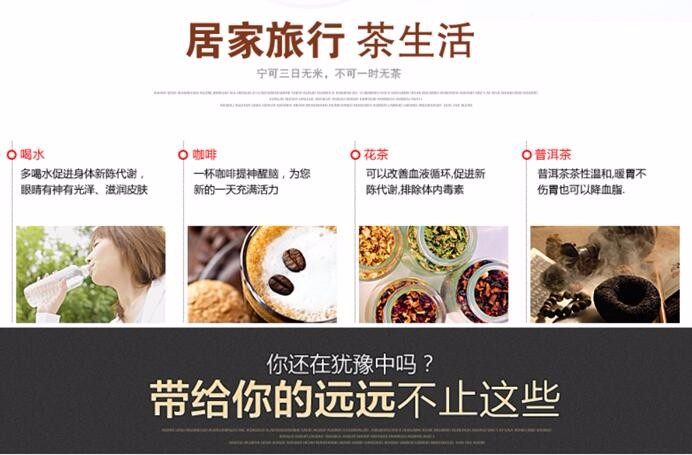 居家旅行 茶生活
宁可三日无米，不可一时无茶
喝水
多喝水促进身体新陈代谢，
眼睛有神有光泽、滋润皮肤
咖啡
一杯咖啡提神醒脑，为您
新的一天充满活力
花茶
可以改善血液循环,促进新
陈代谢,排除体内毒素
普洱茶
普洱茶茶性温和,暖胃不
伤胃也可以降血脂.
你还在犹豫中吗？
带给你的远远不止这些